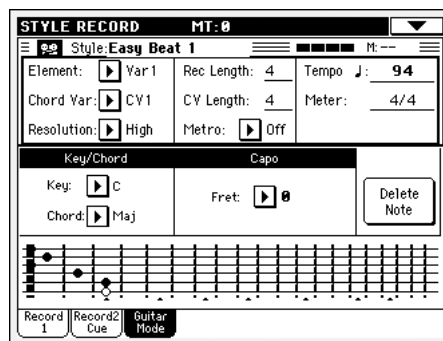 STYLE RECORD MT:0
Style:Easy Beat 1 M:--
Element: Var1 Rec Length: 4 Tempo ♩: 94
Chord Var: CV1 CV Length: 4 Meter: 4/4
Resolution: High Metro: Off
Key/Chord Capo
Key: C
Fret: 0
Chord: Maj
Delete
Note
Record
1
Record2
Cue
Guitar
Mode